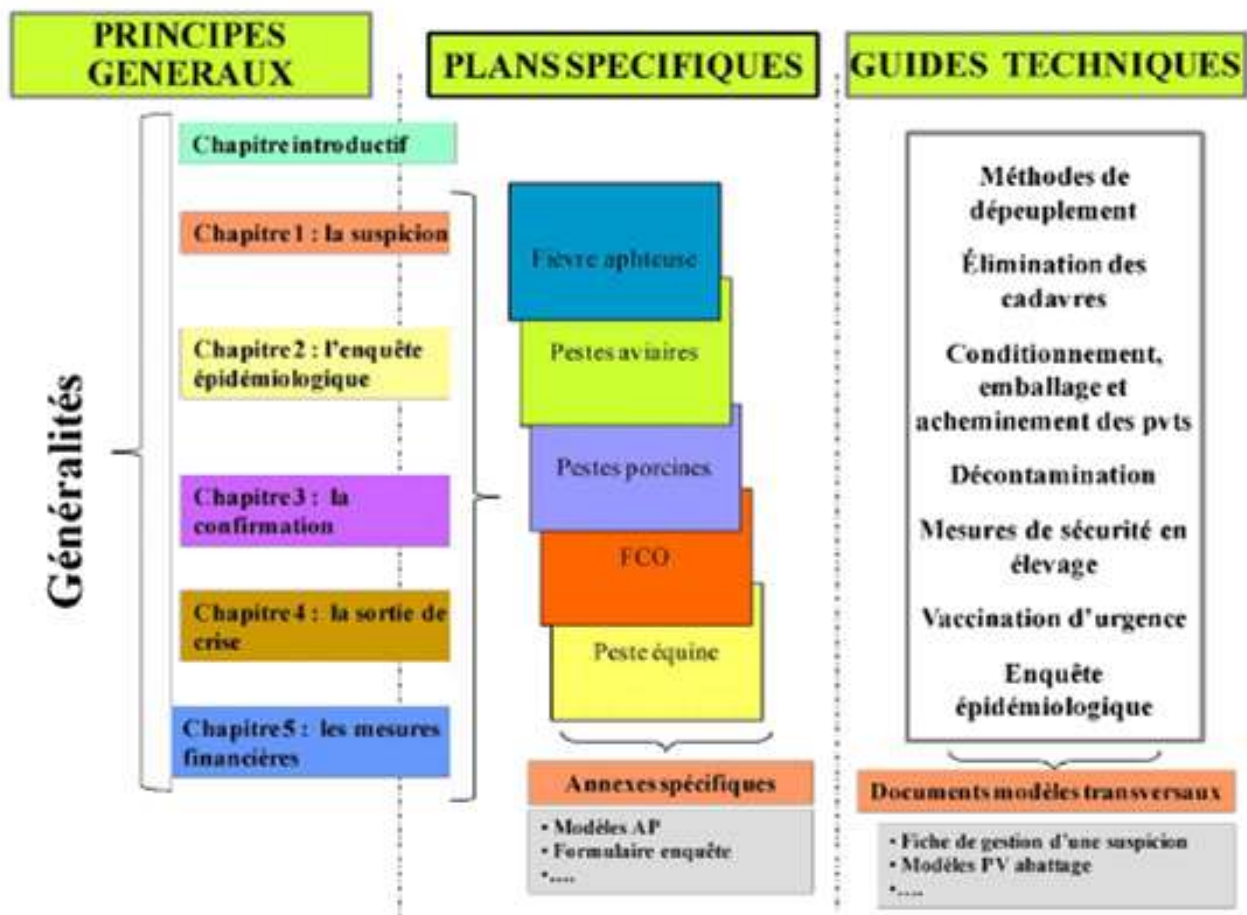 PRINCIPES
GENERAUX
Généralités
Chapitre introductif
Chapitre 1 : la suspicion
Chapitre 2 : l'enquête
épidémiologique
Chapitre 3 : la
confirmation
Chapitre 4 : la sortie de
crise
Chapitre 5 : les mesures
financières
PLANS SPECIFIQUES
Fièvre aphteuse
Pestes aviaires
Pestes porcines
FCO
Peste équine
Annexes spécifiques
• Modèles AP
• Formulaire enquête
•....
GUIDES TECHNIQUES
Méthodes de
dépeuplement
Élimination des
cadavres
Conditionnement,
emballage et
acheminement des pvts
Décontamination
Mesures de sécurité en
élevage
Vaccination d'urgence
Enquête
épidémiologique
Documents modèles transversaux
• Fiche de gestion d'une suspicion
• Modèles PV abattage
•....